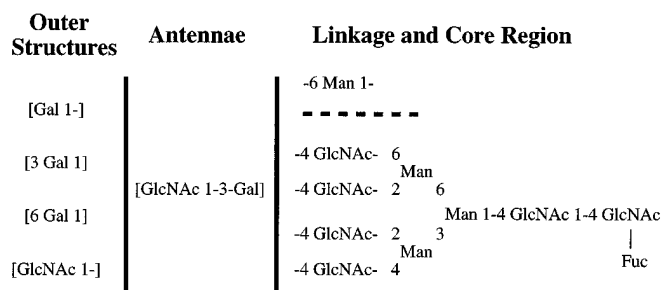 Outer Structures
Antennae
Linkage and Core Region
[Gal 1-]
[3 Gal 1]
[6 Gal 1]
[GlcNAc 1-]
[GlcNAc 1-3-Gal]
-6 Man 1-
-4 GlcNAc- 6
Man
-4 GlcNAc- 2 6
Man 1-4 GlcNAc 1-4 GlcNAc
-4 GlcNAc- 2 3
Man
-4 GlcNAc- 4
Fuc